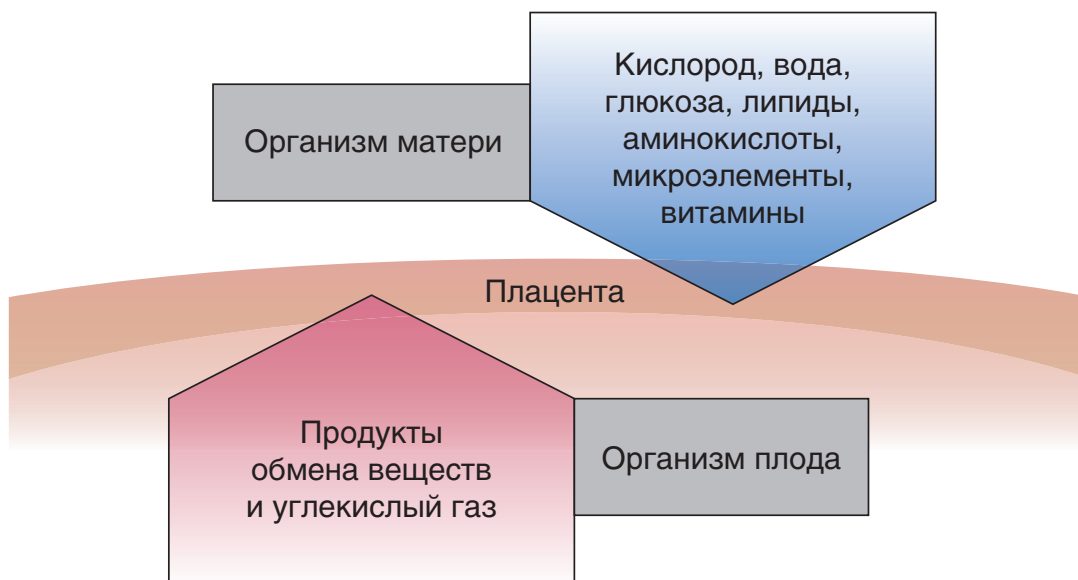 Организм матери
Кислород, вода,
глюкоза, липиды,
аминокислоты,
микроэлементы,
витамины
Плацента
Продукты
обмена веществ
и углекислый газ
Организм плода